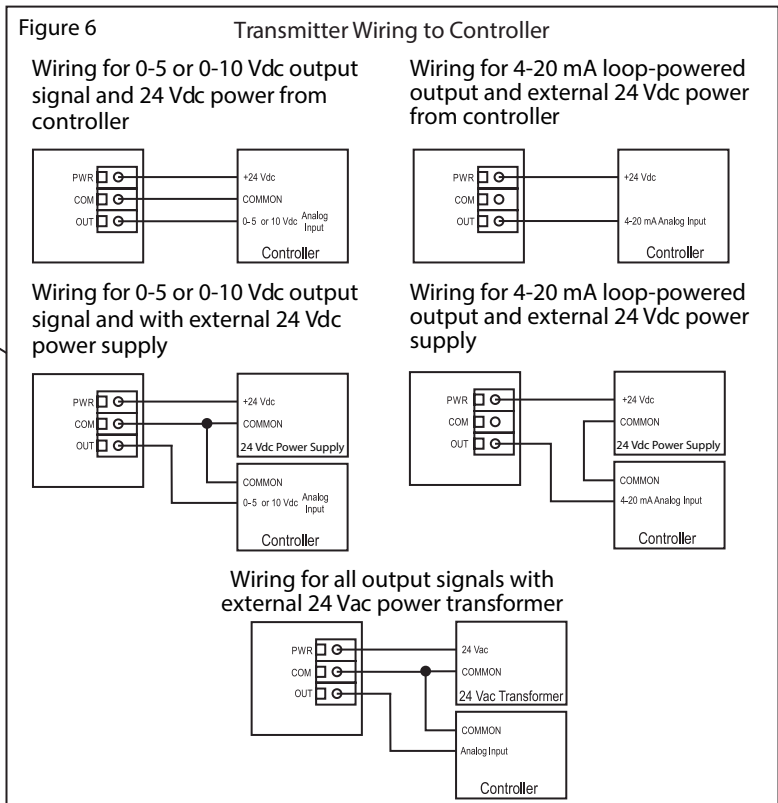 Figure 6
Transmitter Wiring to Controller
Wiring for 0-5 or 0-10 Vdc output
signal and 24 Vdc power from
controller
PWR
COM
OUT
+24 Vdc
COMMON
0-5 or 10 Vdc Analog
Input
Controller
Wiring for 4-20 mA loop-powered
output and external 24 Vdc power
from controller
PWR
COM
OUT
+24 Vdc
4-20 mA Analog Input
Controller
Wiring for 0-5 or 0-10 Vdc output
signal and with external 24 Vdc
power supply
PWR
COM
OUT
+24 Vdc
COMMON
24 Vdc Power Supply
COMMON
0-5 or 10 Vdc Analog
Input
Controller
Wiring for 4-20 mA loop-powered
output and external 24 Vdc power
supply
PWR
COM
OUT
+24 Vdc
COMMON
24 Vdc Power Supply
COMMON
4-20 mA Analog Input
Controller
Wiring for all output signals with
external 24 Vac power transformer
PWR
COM
OUT
24 Vac
COMMON
24 Vac Transformer
COMMON
Analog Input
Controller